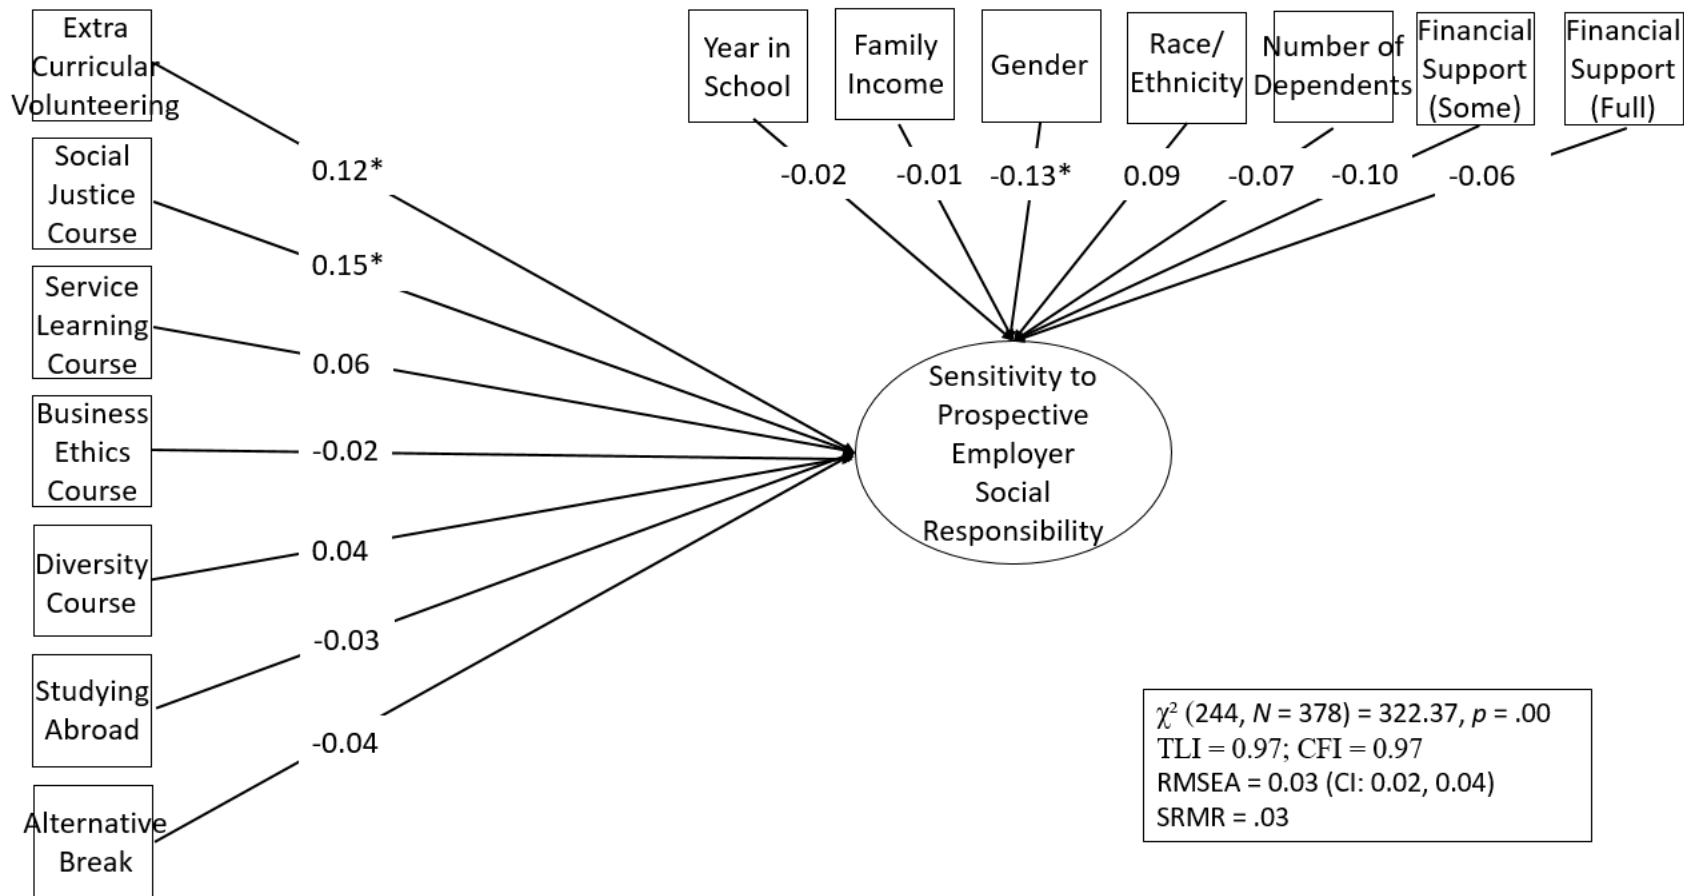 Extra
Curricular
Volunteering
Social
Justice
Course
Service
Learning
Course
Business
Ethics
Course
Diversity
Course
Studying
Abroad
Alternative
Break
0.12*
0.15*
0.06
-0.02
0.04
-0.03
-0.04
Year in
School
Family
Income
Gender
Race/
Ethnicity
Number of
Dependents
Financial
Support
(Some)
Financial
Support
(Full)
-0.02
-0.01
-0.13*
0.09
-0.07
-0.10
-0.06
Sensitivity to
Prospective
Employer
Social
Responsibility
χ² (244, N = 378) = 322.37, p = .00
TLI = 0.97; CFI = 0.97
RMSEA = 0.03 (CI: 0.02, 0.04)
SRMR = .03